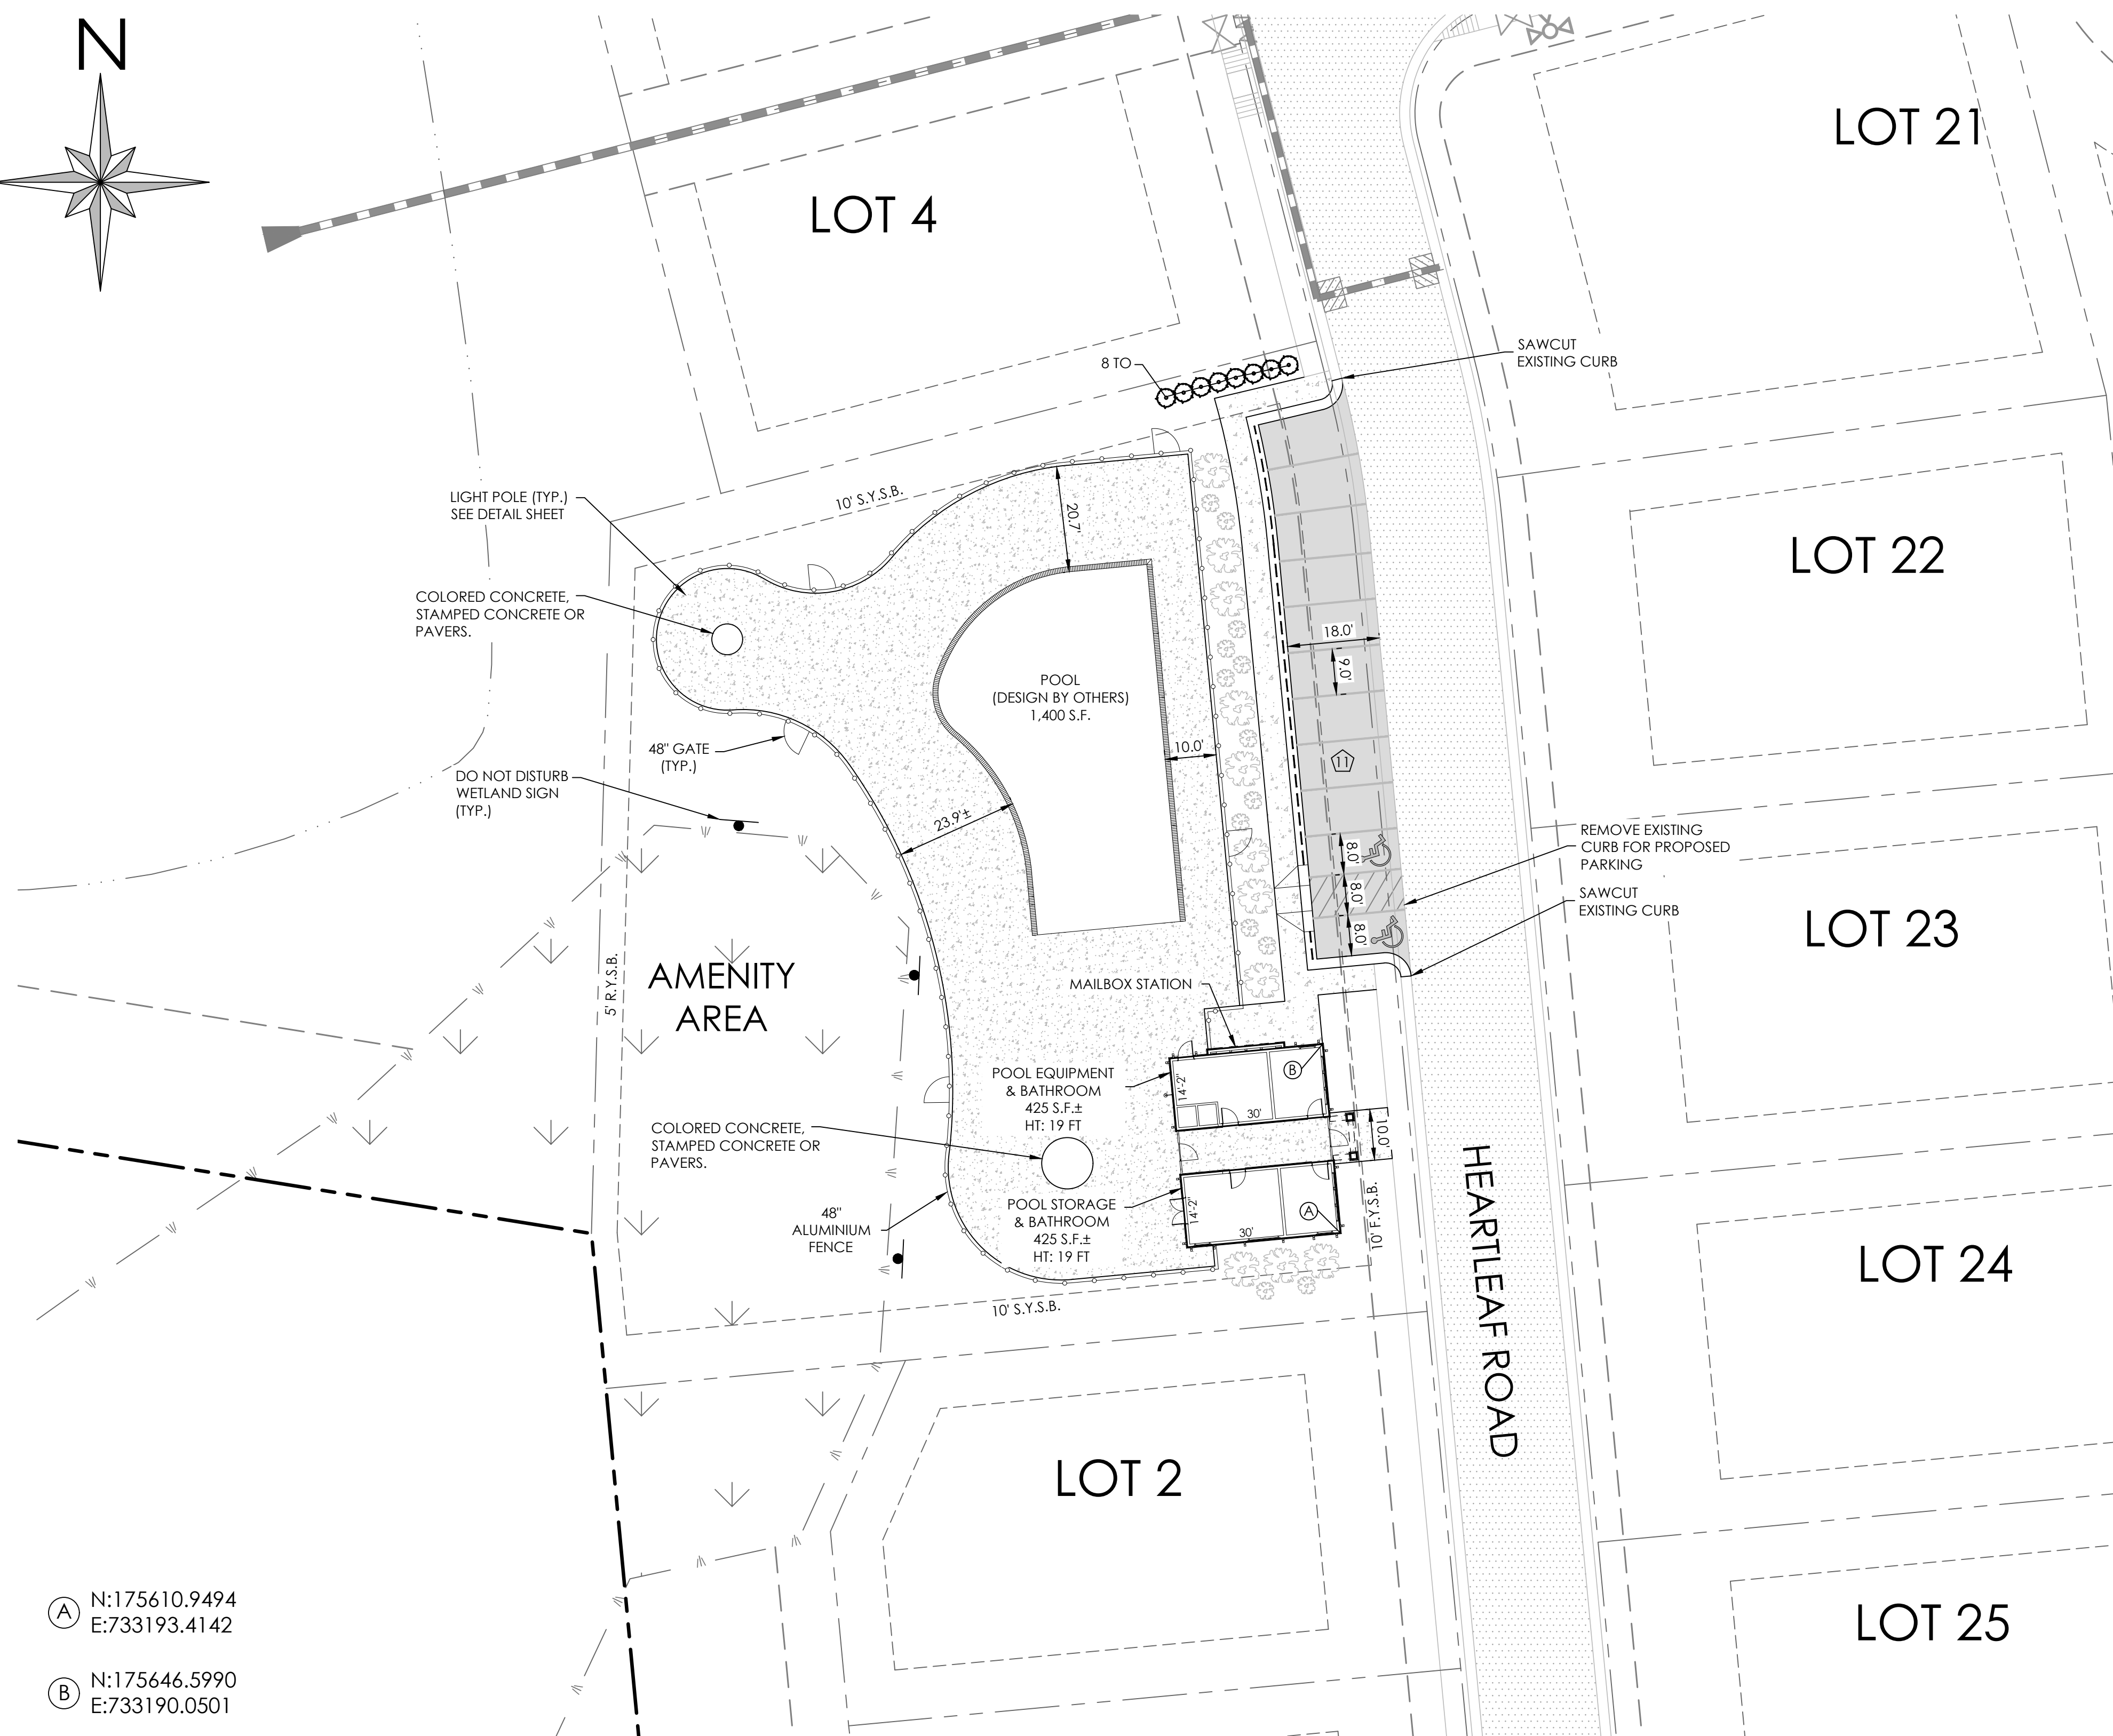 N
LOT 21
LOT 4
SAWCUT
EXISTING CURB
8 TO
LIGHT POLE (TYP.)
SEE DETAIL SHEET
10' S.Y.S.B.
20.7'
LOT 22
COLORED CONCRETE,
STAMPED CONCRETE OR
PAVERS.
18.0'
9.0'
POOL
(DESIGN BY OTHERS)
1,400 S.F.
48" GATE
(TYP.)
10.0'
11
DO NOT DISTURB
WETLAND SIGN
(TYP.)
23.9'±
8.0'
8.0'
8.0'
REMOVE EXISTING
CURB FOR PROPOSED
PARKING
SAWCUT
EXISTING CURB
LOT 23
5' R.Y.S.B.
AMENITY
AREA
MAILBOX STATION
POOL EQUIPMENT
& BATHROOM
425 S.F.±
HT: 19 FT
14'-2"
30'
B
10.0'
COLORED CONCRETE,
STAMPED CONCRETE OR
PAVERS.
POOL STORAGE
& BATHROOM
425 S.F.±
HT: 19 FT
14'-2"
30'
A
10' F.Y.S.B.
48"
ALUMINIUM
FENCE
HEARTLEAF ROAD
LOT 24
10' S.Y.S.B.
LOT 2
LOT 25
A
N:175610.9494
E:733193.4142
B
N:175646.5990
E:733190.0501